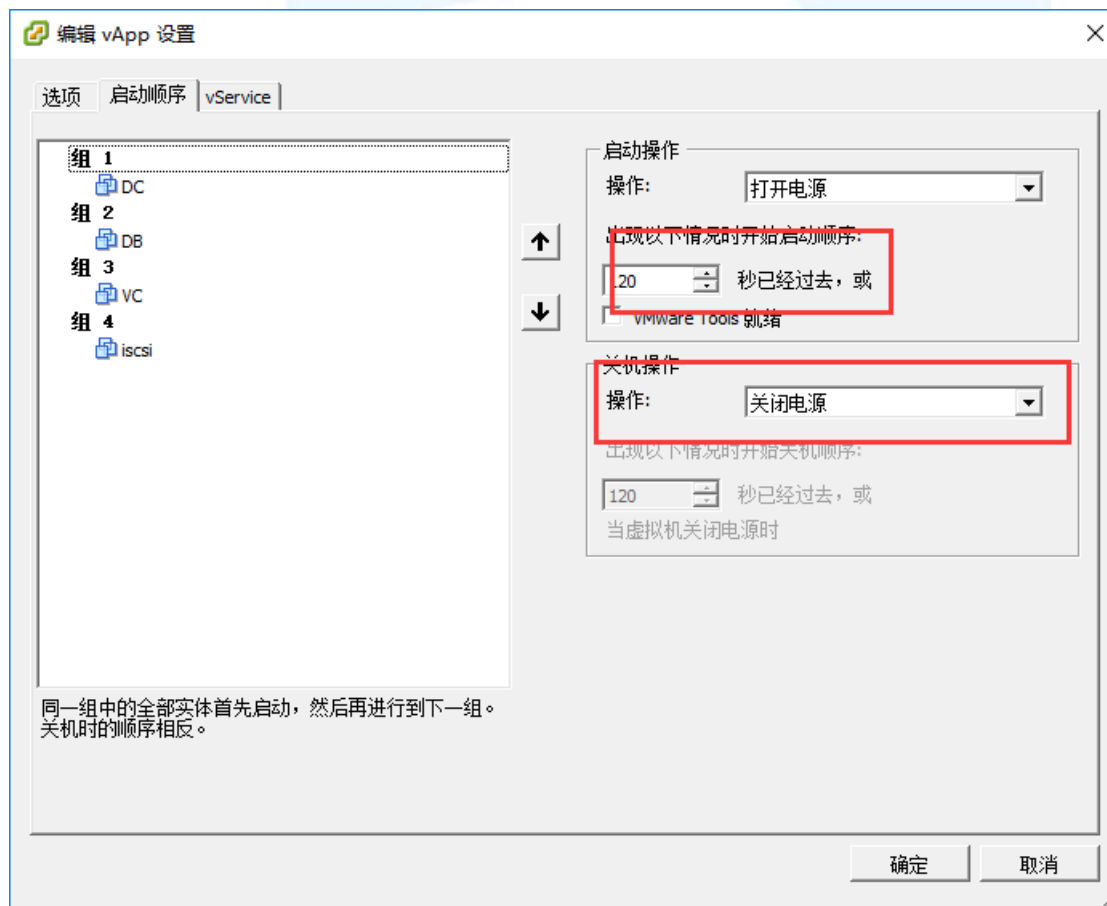 编辑 vApp 设置
选项
启动顺序
vService
组 1
DC
组 2
DB
组 3
VC
组 4
iscsi
同一组中的全部实体首先启动，然后再进行到下一组。
关机时的顺序相反。
启动操作
操作:
打开电源
出现以下情况时开始启动顺序:
120
秒已经过去，或
VMware Tools 就绪
关机操作
操作:
关闭电源
出现以下情况时开始关机顺序:
120
秒已经过去，或
当虚拟机关闭电源时
确定
取消